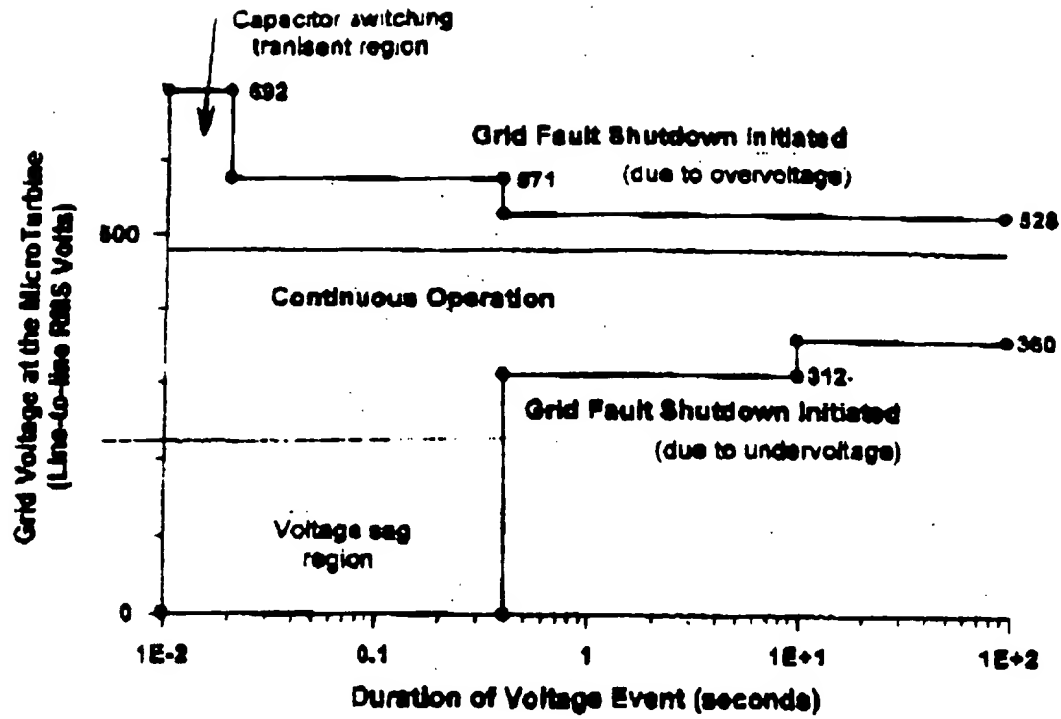 Capacitor switching
tranisent region
692
Grid Fault Shutdown Initiated
(due to overvoltage)
571
528
500
Continuous Operation
360
312
Grid Fault Shutdown Initiated
(due to undervoltage)
Voltage sag
region
0
1E-2
0.1
1
1E+1
1E+2
Duration of Voltage Event (seconds)
Grid Voltage at the MicroTurbine
(Line-to-line RMS Volts)